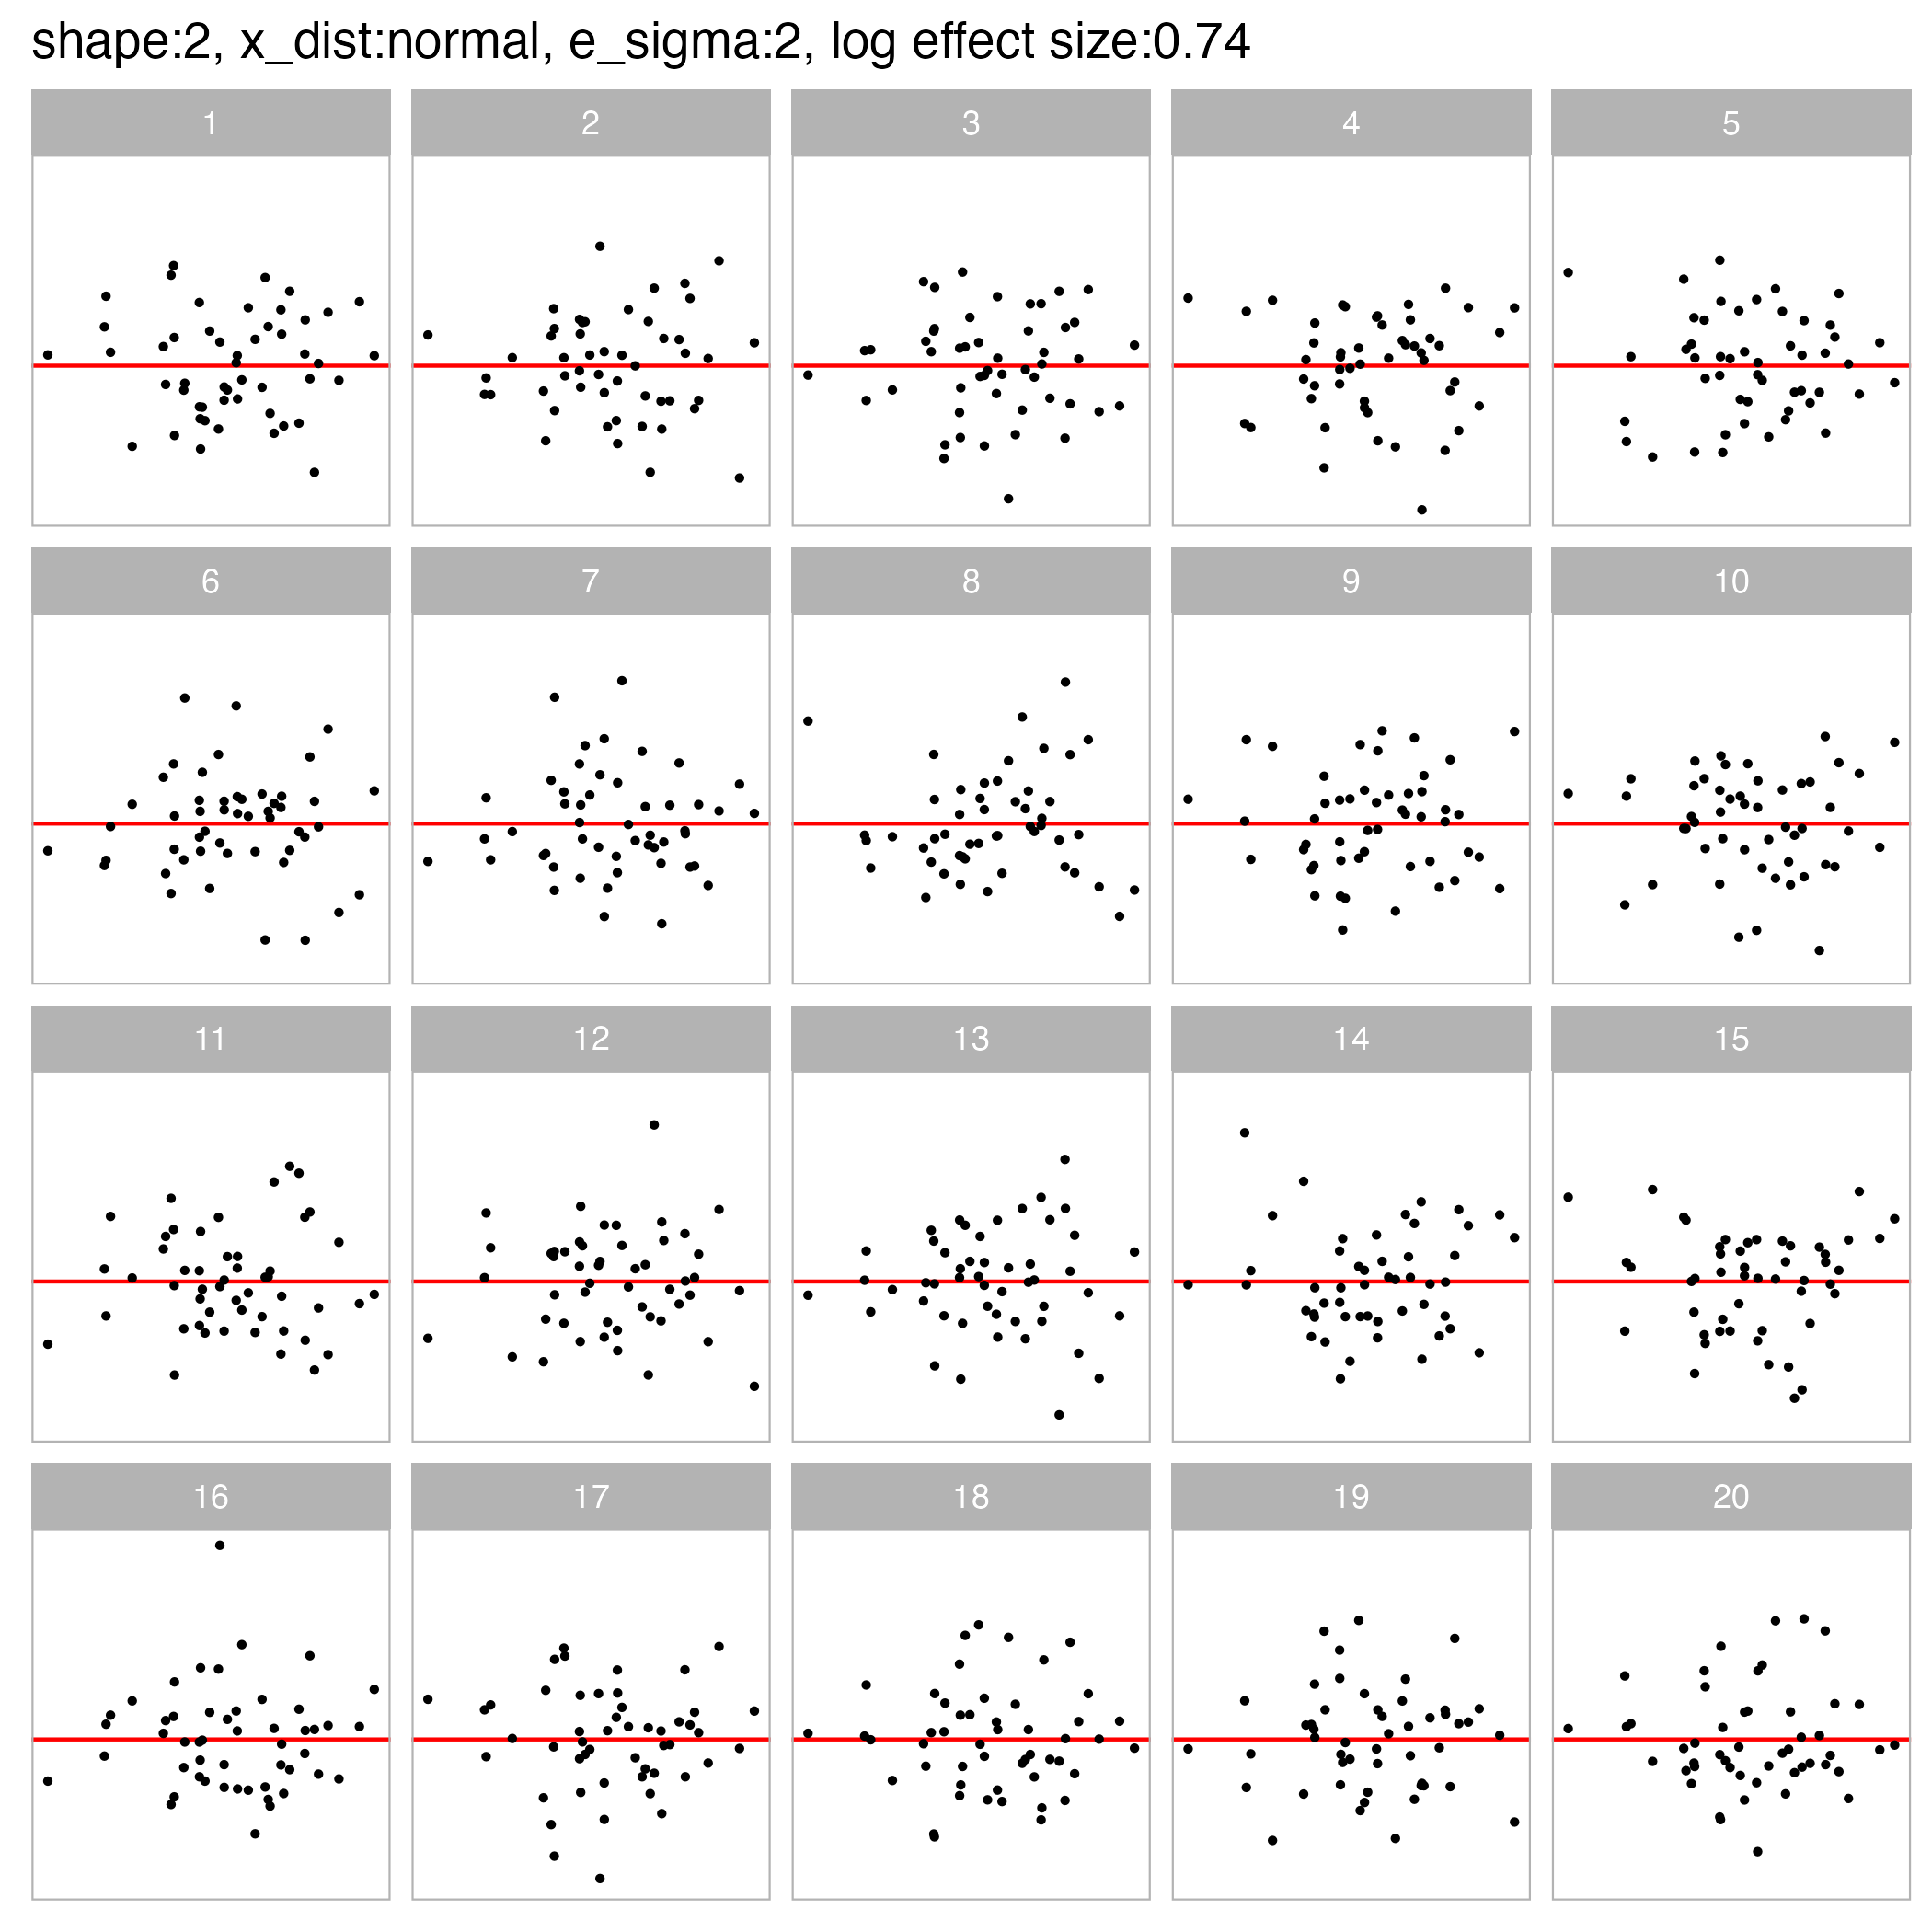 shape:2, x_dist:normal, e_sigma:2, log effect size:0.74
1 2 3 4 5
6 7 8 9 10
11 12 13 14 15
16 17 18 19 20